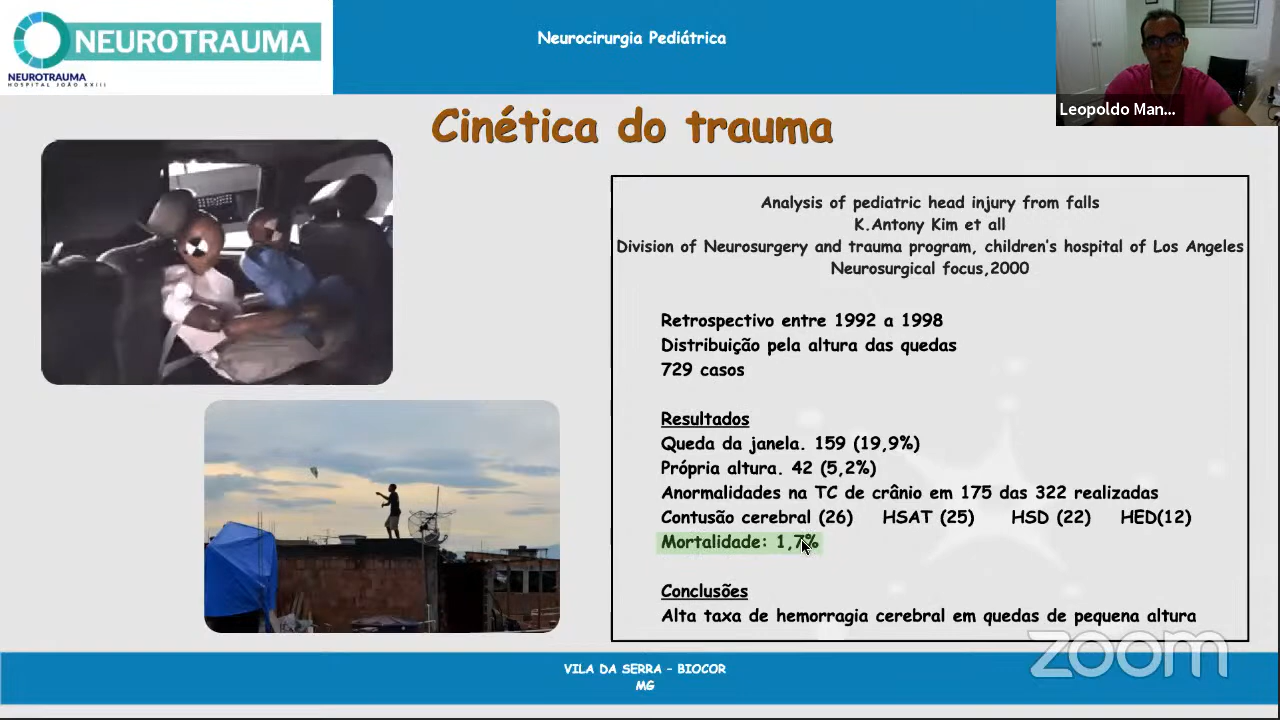 NEUROTRAUMA
NEUROTRAUMA
HOSPITAL JOÃO XXIII
Neurocirurgia Pediátrica
Leopoldo Man...
Cinética do trauma
Analysis of pediatric head injury from falls
K.Antony Kim et all
Division of Neurosurgery and trauma program, children's hospital of Los Angeles
Neurosurgical focus,2000
Retrospectivo entre 1992 a 1998
Distribuição pela altura das quedas
729 casos
Resultados
Queda da janela. 159 (19,9%)
Própria altura. 42 (5,2%)
Anormalidades na TC de crânio em 175 das 322 realizadas
Contusão cerebral (26) HSAT (25) HSD (22) HED(12)
Mortalidade: 1,7%
Conclusões
Alta taxa de hemorragia cerebral em quedas de pequena altura
zoom
VILA DA SERRA – BIOCOR
MG